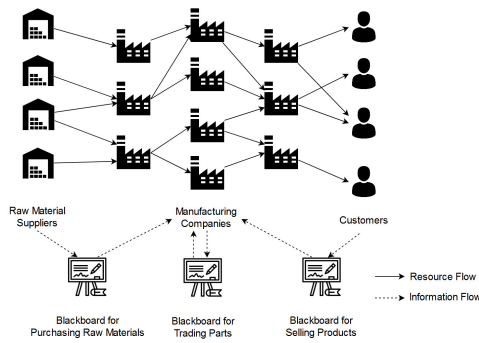 Raw Material
Suppliers
Manufacturing
Companies
Customers
Resource Flow
Information Flow
Blackboard for
Purchasing Raw Materials
Blackboard for
Trading Parts
Blackboard for
Selling Products